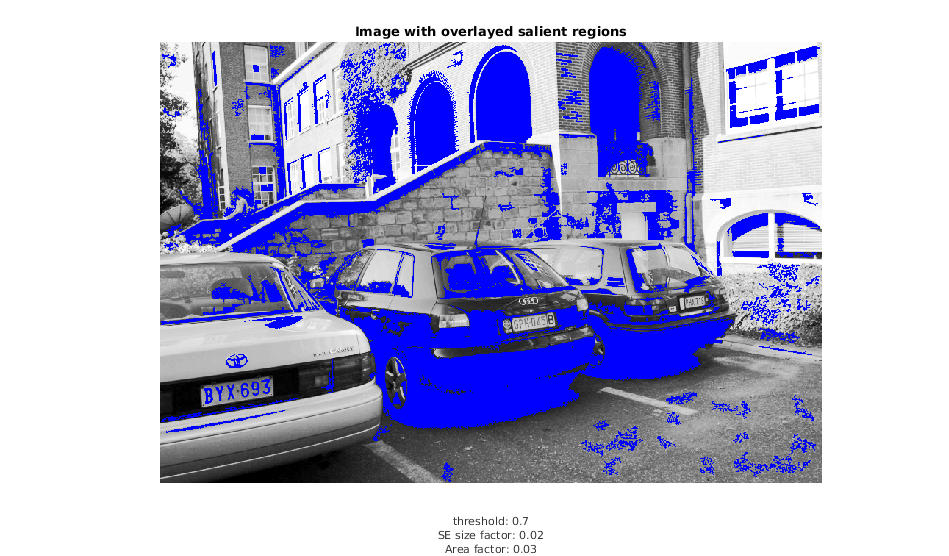 Image with overlayed salient regions
BYX·693
threshold: 0.7
SE size factor: 0.02
Area factor: 0.03